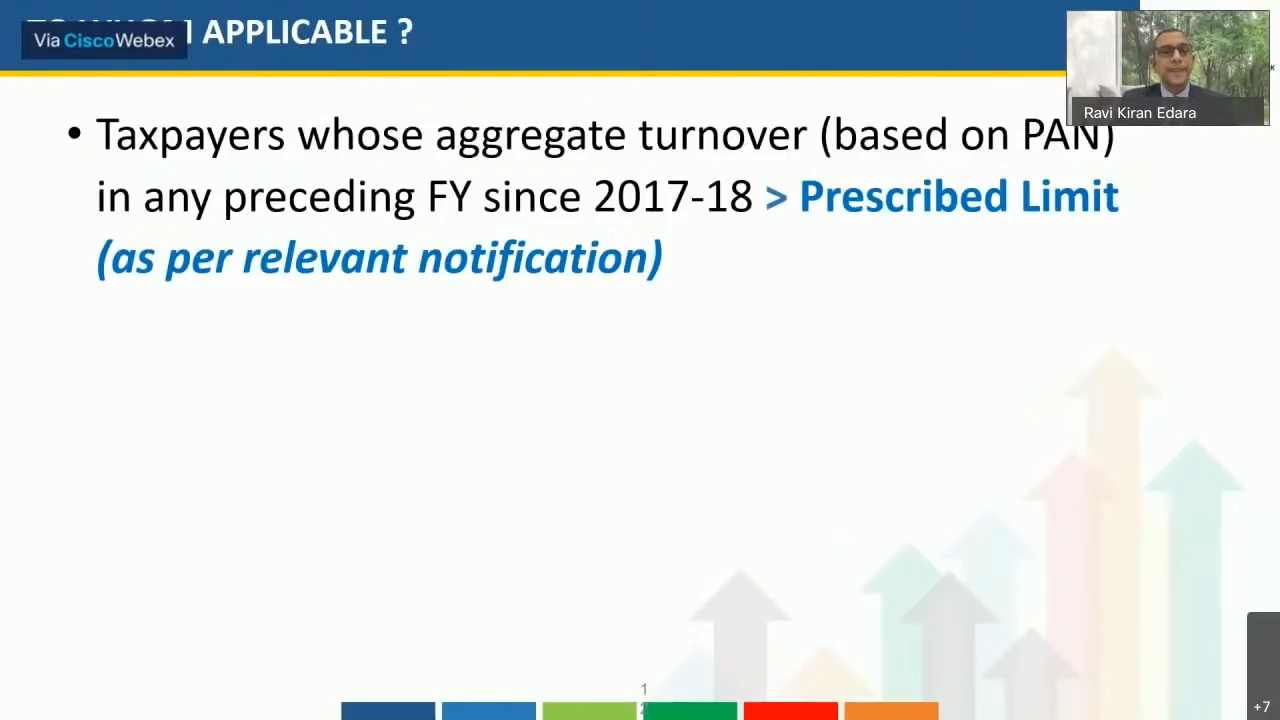 APPLICABLE ?
Via CiscoWebex
Ravi Kiran Edara
• Taxpayers whose aggregate turnover (based on PAN)
in any preceding FY since 2017-18 > Prescribed Limit
(as per relevant notification)
1
+7